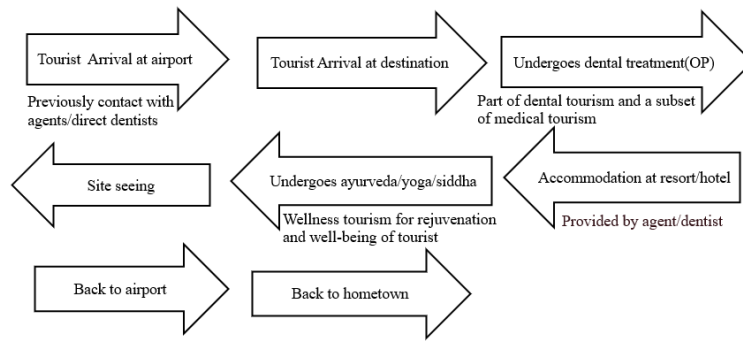 Tourist Arrival at airport
Tourist Arrival at destination
Undergoes dental treatment(OP)
Previously contact with
agents/direct dentists
Part of dental tourism and a subset
of medical tourism
Site seeing
Undergoes ayurveda/yoga/siddha
Accommodation at resort/hotel
Wellness tourism for rejuvenation
and well-being of tourist
Provided by agent/dentist
Back to airport
Back to hometown